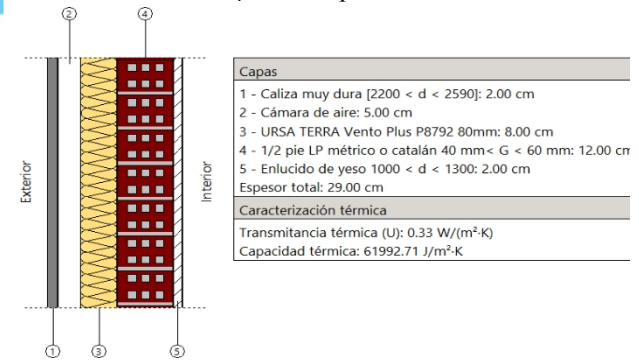 ② ④
Exterior
Interior
① ③ ⑤
Capas
1 - Caliza muy dura [2200 < d < 2590]: 2.00 cm
2 - Cámara de aire: 5.00 cm
3 - URSA TERRA Vento Plus P8792 80mm: 8.00 cm
4 - 1/2 pie LP métrico o catalán 40 mm< G < 60 mm: 12.00 cm
5 - Enlucido de yeso 1000 < d < 1300: 2.00 cm
Espesor total: 29.00 cm
Caracterización térmica
Transmitancia térmica (U): 0.33 W/(m²·K)
Capacidad térmica: 61992.71 J/m²·K